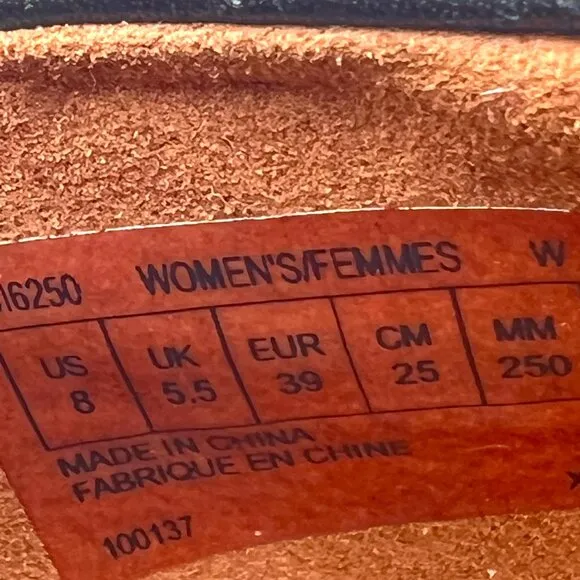 16250 WOMEN'S/FEMMES W
US UK EUR CM MM
8 5.5 39 25 250
MADE IN CHINA
FABRIQUE EN CHINE
100137